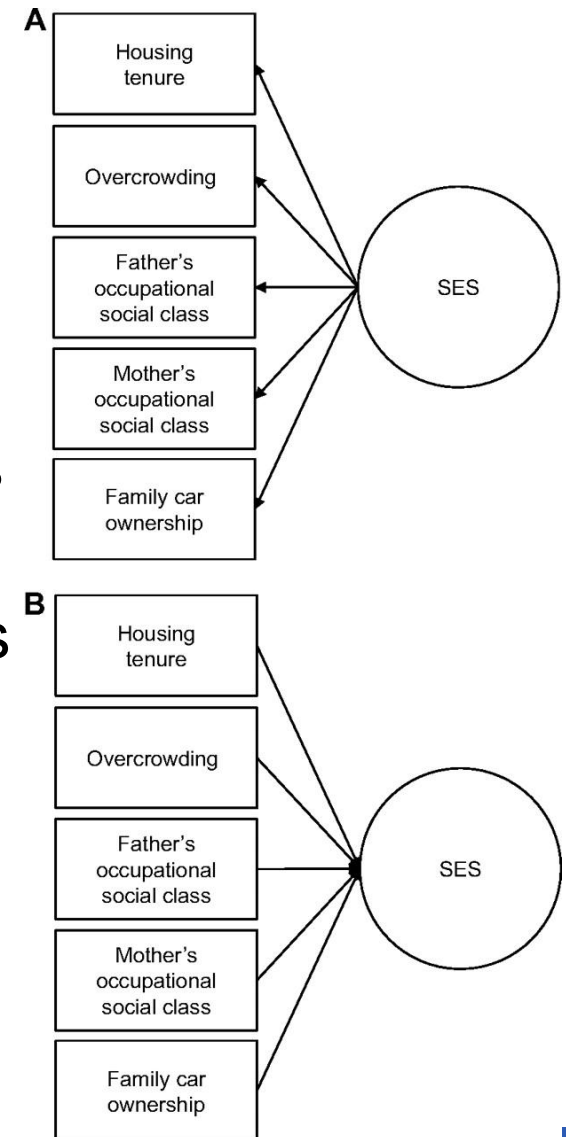 A
Housing
tenure
Overcrowding
Father's
occupational
social class
Mother's
occupational
social class
Family car
ownership
SES
B
Housing
tenure
Overcrowding
Father's
occupational
social class
Mother's
occupational
social class
Family car
ownership
SES